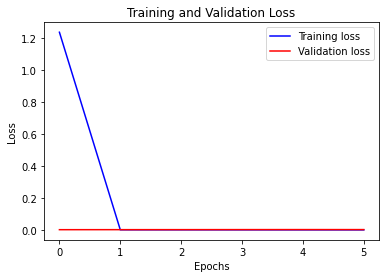 Training and Validation Loss
Training loss
Validation loss
Loss
1.2
1.0
0.8
0.6
0.4
0.2
0.0
0 1 2 3 4 5
Epochs